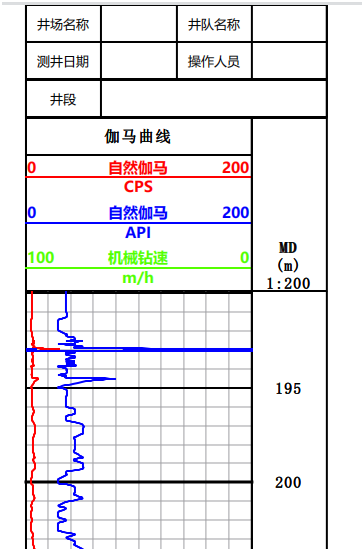 井场名称 井队名称
测井日期 操作人员
井段
伽马曲线
0 自然伽马 200
CPS
0 自然伽马 200
API
100 机械钻速 0
m/h
MD
(m)
1:200
195
200